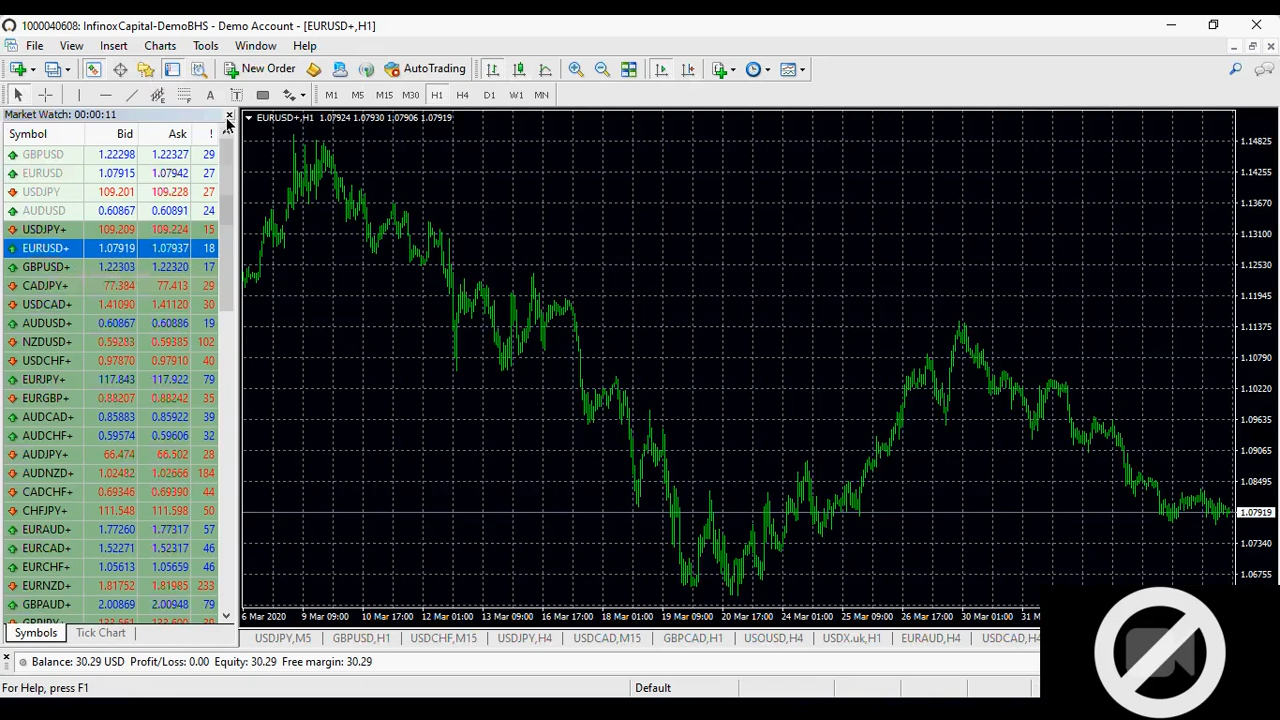 1000040608: InfinoxCapital-DemoBHS - Demo Account - [EURUSD+,H1]
File View Insert Charts Tools Window Help
New Order AutoTrading
A T M1 M5 M15 M30 H1 H4 D1 W1 MN
Market Watch: 00:00:11
Symbol Bid Ask !
GBPUSD 1.22298 1.22327 29
EURUSD 1.07915 1.07942 27
USDJPY 109.201 109.228 27
AUDUSD 0.60867 0.60891 24
USDJPY+ 109.209 109.224 15
EURUSD+ 1.07919 1.07937 18
GBPUSD+ 1.22303 1.22320 17
CADJPY+ 77.384 77.413 29
USDCAD+ 1.41090 1.41120 30
AUDUSD+ 0.60867 0.60886 19
NZDUSD+ 0.59283 0.59385 102
USDCHF+ 0.97870 0.97910 40
EURJPY+ 117.843 117.922 79
EURGBP+ 0.88207 0.88242 35
AUDCAD+ 0.85883 0.85922 39
AUDCHF+ 0.59574 0.59606 32
AUDJPY+ 66.474 66.502 28
AUDNZD+ 1.02482 1.02666 184
CADCHF+ 0.69346 0.69390 44
CHFJPY+ 111.548 111.598 50
EURAUD+ 1.77260 1.77317 57
EURCAD+ 1.52271 1.52317 46
EURCHF+ 1.05613 1.05659 46
EURNZD+ 1.81752 1.81985 233
GBPAUD+ 2.00869 2.00948 79
Symbols Tick Chart
EURUSD+,H1 1.07924 1.07930 1.07906 1.07919
1.14825
1.14255
1.13670
1.13100
1.12530
1.11945
1.11375
1.10790
1.10220
1.09635
1.09065
1.08495
1.07919
1.07340
1.06755
6 Mar 2020 9 Mar 09:00 10 Mar 17:00 12 Mar 01:00 13 Mar 09:00 16 Mar 17:00 18 Mar 01:00 19 Mar 09:00 20 Mar 17:00 24 Mar 01:00 25 Mar 09:00 26 Mar 17:00 30 Mar 01:00 31 Mar
USDJPY,M5 GBPUSD,H1 USDCHF,M15 USDJPY,H4 USDCAD,M15 GBPCAD,H1 USOUSD,H4 USDX.uk,H1 EURAUD,H4 USDCAD,H4
Balance: 30.29 USD Profit/Loss: 0.00 Equity: 30.29 Free margin: 30.29
For Help, press F1 Default